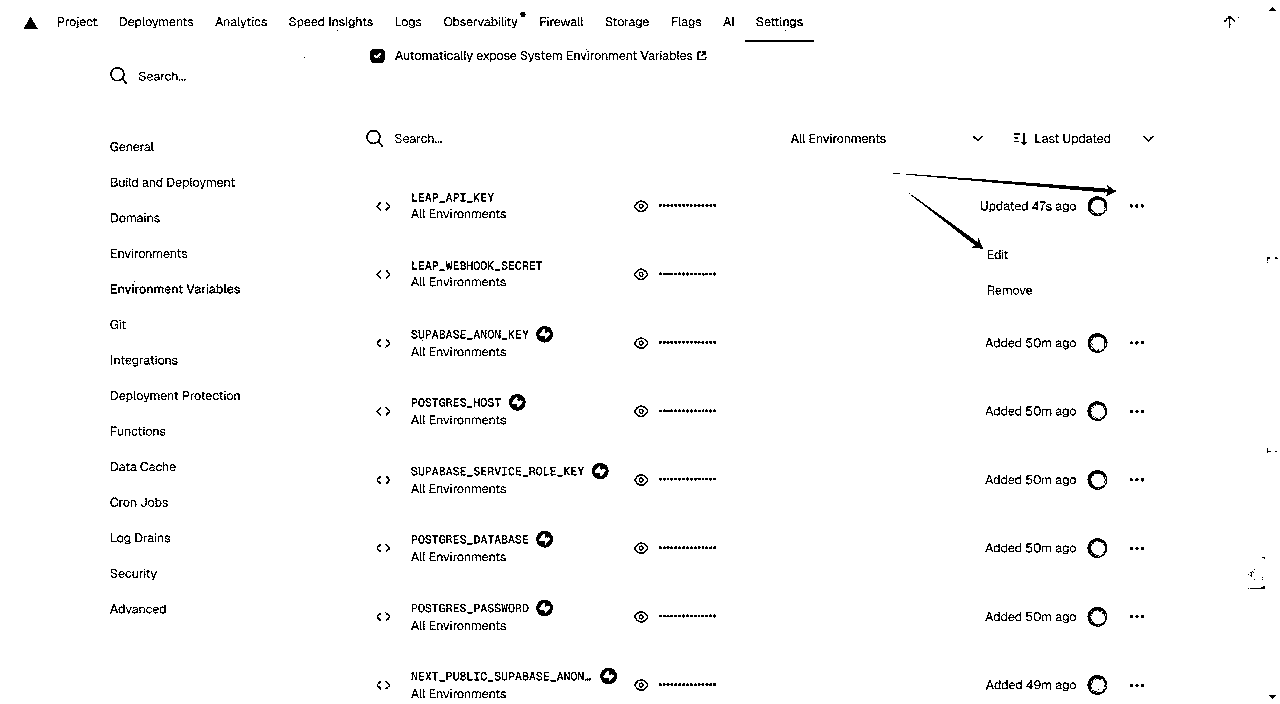 Project Deployments Analytics Speed Insights Logs Observability Firewall Storage Flags AI Settings
Automatically expose System Environment Variables
Search...
General
Build and Deployment
Domains
Environments
Environment Variables
Git
Integrations
Deployment Protection
Functions
Data Cache
Cron Jobs
Log Drains
Security
Advanced
Search... All Environments Last Updated
LEAP_API_KEY
All Environments
Updated 47s ago
LEAP_WEBHOOK_SECRET
All Environments
Edit
Remove
SUPABASE_ANON_KEY
All Environments
Added 50m ago
POSTGRES_HOST
All Environments
Added 50m ago
SUPABASE_SERVICE_ROLE_KEY
All Environments
Added 50m ago
POSTGRES_DATABASE
All Environments
Added 50m ago
POSTGRES_PASSWORD
All Environments
Added 50m ago
NEXT_PUBLIC_SUPABASE_ANON...
All Environments
Added 49m ago